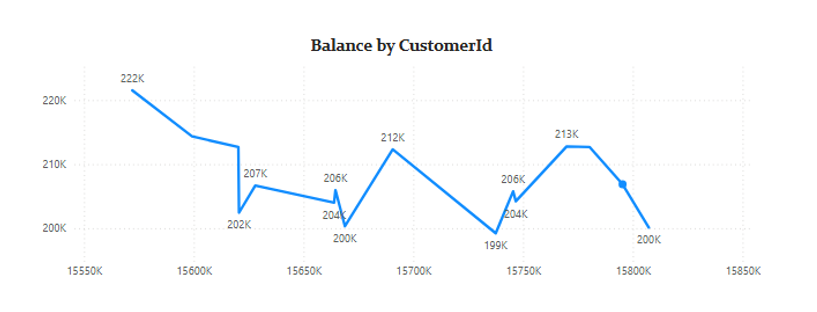 Balance by CustomerId
222K
220K
213K
212K
210K
207K
206K
206K
204K
204K
202K
200K
200K
200K
199K
15550K 15600K 15650K 15700K 15750K 15800K 15850K